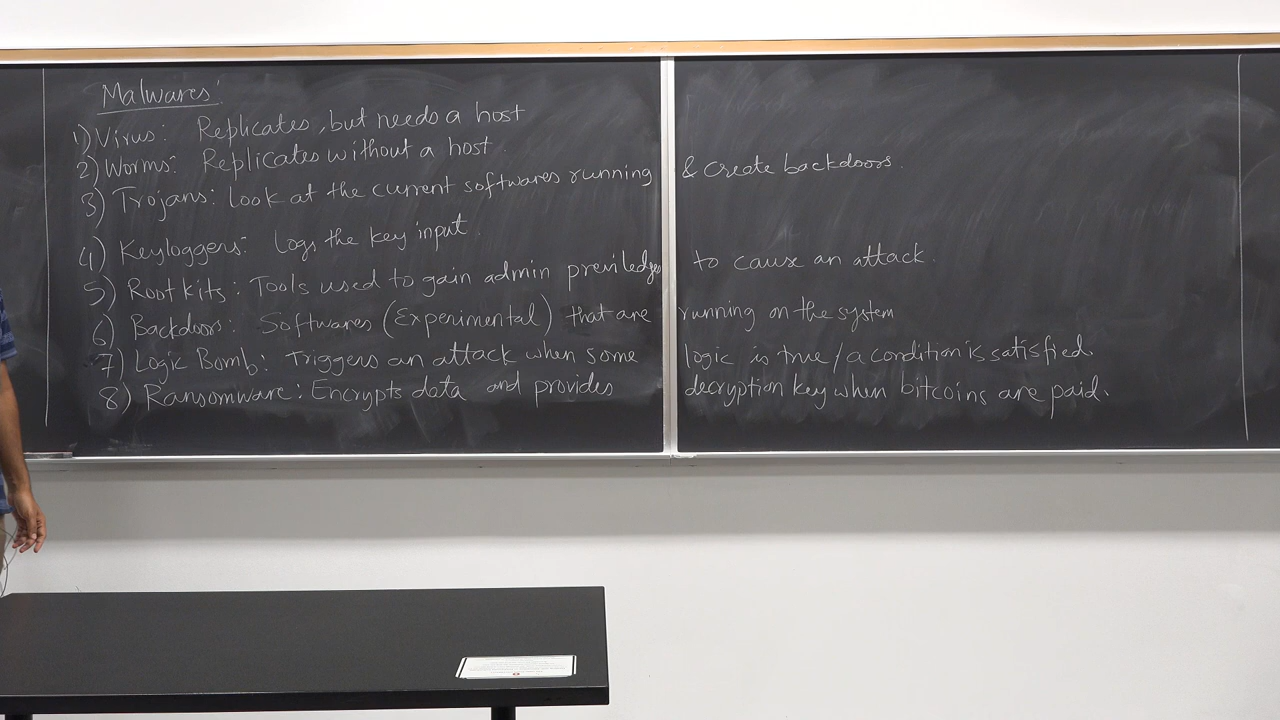 Malwares:
1) Virus: Replicates, but needs a host
2) Worms: Replicates without a host.
3) Trojans: Look at the current softwares running & create backdoors.
4) Keyloggers: Logs the key input.
5) Root kits: Tools used to gain admin previledges to cause an attack.
6) Backdoors: Softwares (Experimental) that are running on the system
7) Logic Bomb: Triggers an attack when some logic is true / a condition is satisfied.
8) Ransomware: Encrypts data and provides decryption key when bitcoins are paid.